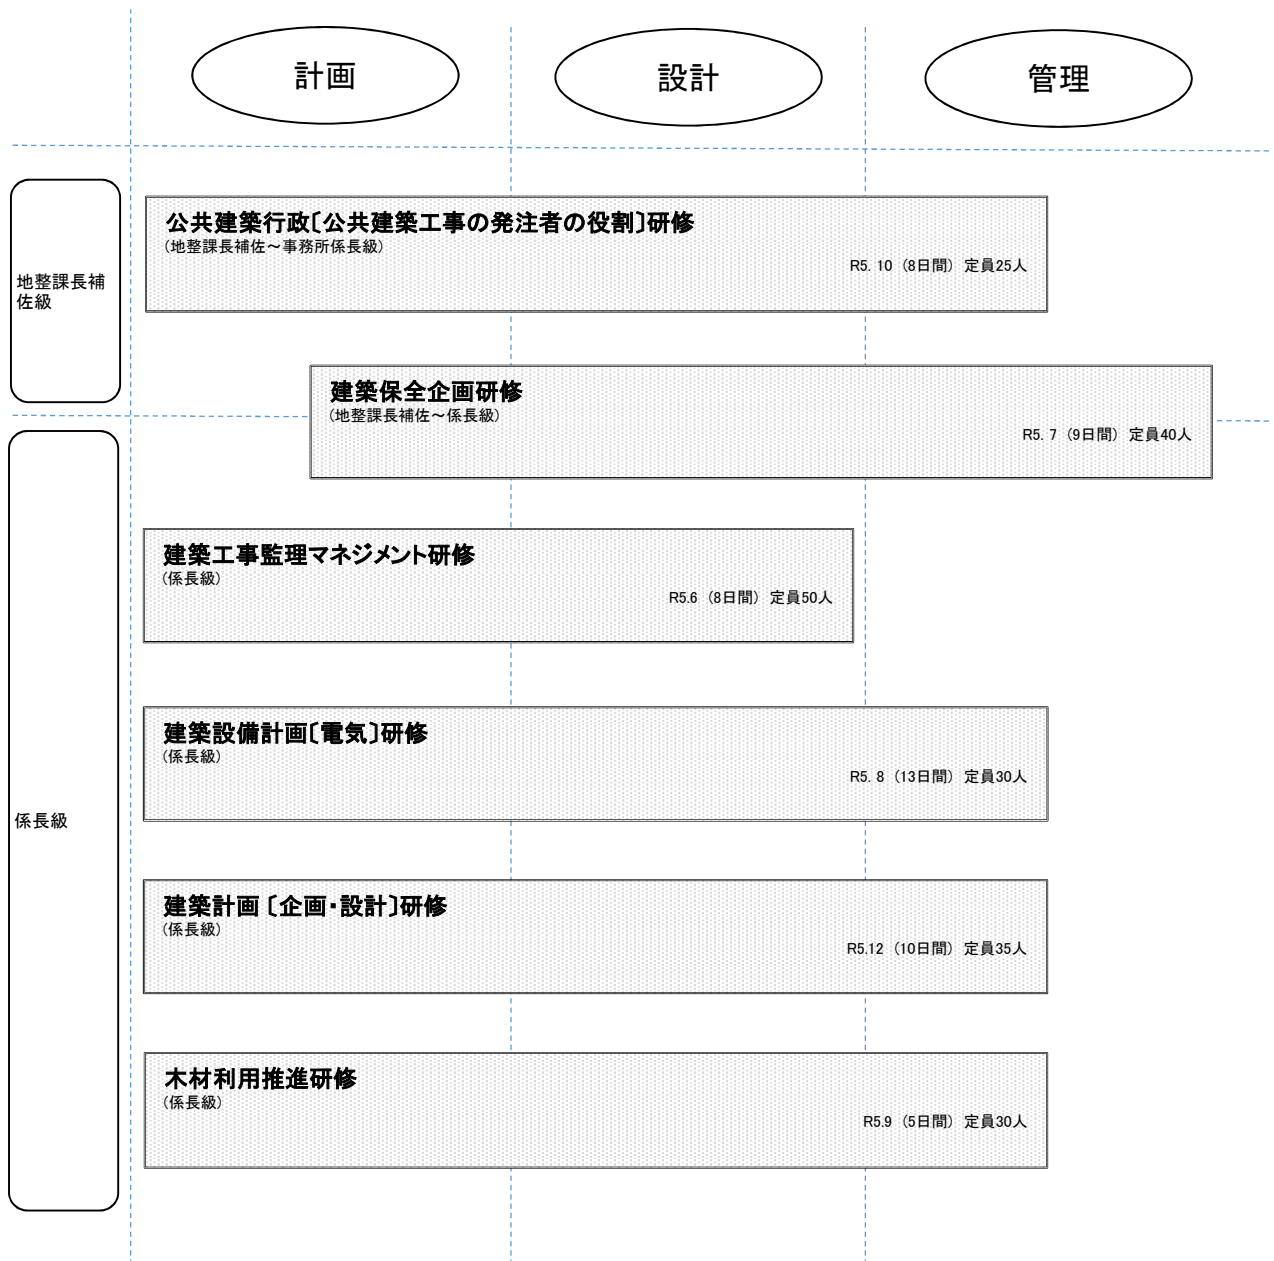 計画
設計
管理
地整課長補
佐級
公共建築行政〔公共建築工事の発注者の役割〕研修
(地整課長補佐～事務所係長級)
R5. 10 (8日間) 定員25人
建築保全企画研修
(地整課長補佐～係長級)
R5. 7 (9日間) 定員40人
係長級
建築工事監理マネジメント研修
(係長級)
R5.6 (8日間) 定員50人
建築設備計画〔電気〕研修
(係長級)
R5. 8 (13日間) 定員30人
建築計画 〔企画・設計〕研修
(係長級)
R5.12 (10日間) 定員35人
木材利用推進研修
(係長級)
R5.9 (5日間) 定員30人